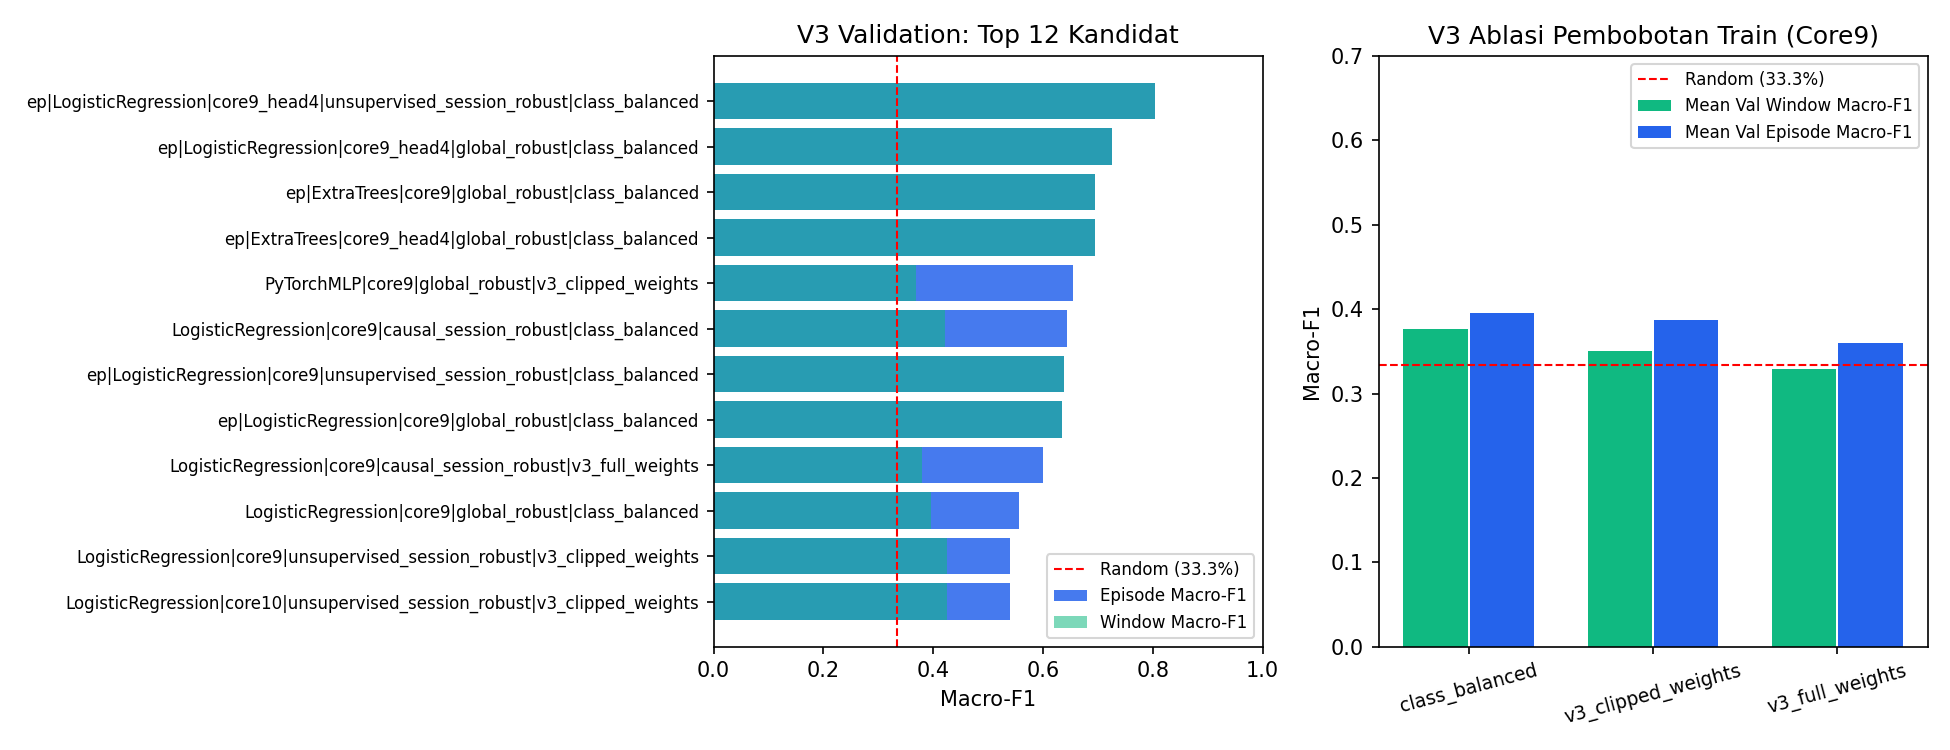 V3 Validation: Top 12 Kandidat
ep|LogisticRegression|core9_head4|unsupervised_session_robust|class_balanced
ep|LogisticRegression|core9_head4|global_robust|class_balanced
ep|ExtraTrees|core9|global_robust|class_balanced
ep|ExtraTrees|core9_head4|global_robust|class_balanced
PyTorchMLP|core9|global_robust|v3_clipped_weights
LogisticRegression|core9|causal_session_robust|class_balanced
ep|LogisticRegression|core9|unsupervised_session_robust|class_balanced
ep|LogisticRegression|core9|global_robust|class_balanced
LogisticRegression|core9|causal_session_robust|v3_full_weights
LogisticRegression|core9|global_robust|class_balanced
LogisticRegression|core9|unsupervised_session_robust|v3_clipped_weights
LogisticRegression|core10|unsupervised_session_robust|v3_clipped_weights
Random (33.3%)
Episode Macro-F1
Window Macro-F1
0.0 0.2 0.4 0.6 0.8 1.0
Macro-F1
V3 Ablasi Pembobotan Train (Core9)
Random (33.3%)
Mean Val Window Macro-F1
Mean Val Episode Macro-F1
Macro-F1
0.7
0.6
0.5
0.4
0.3
0.2
0.1
0.0
class_balanced
v3_clipped_weights
v3_full_weights